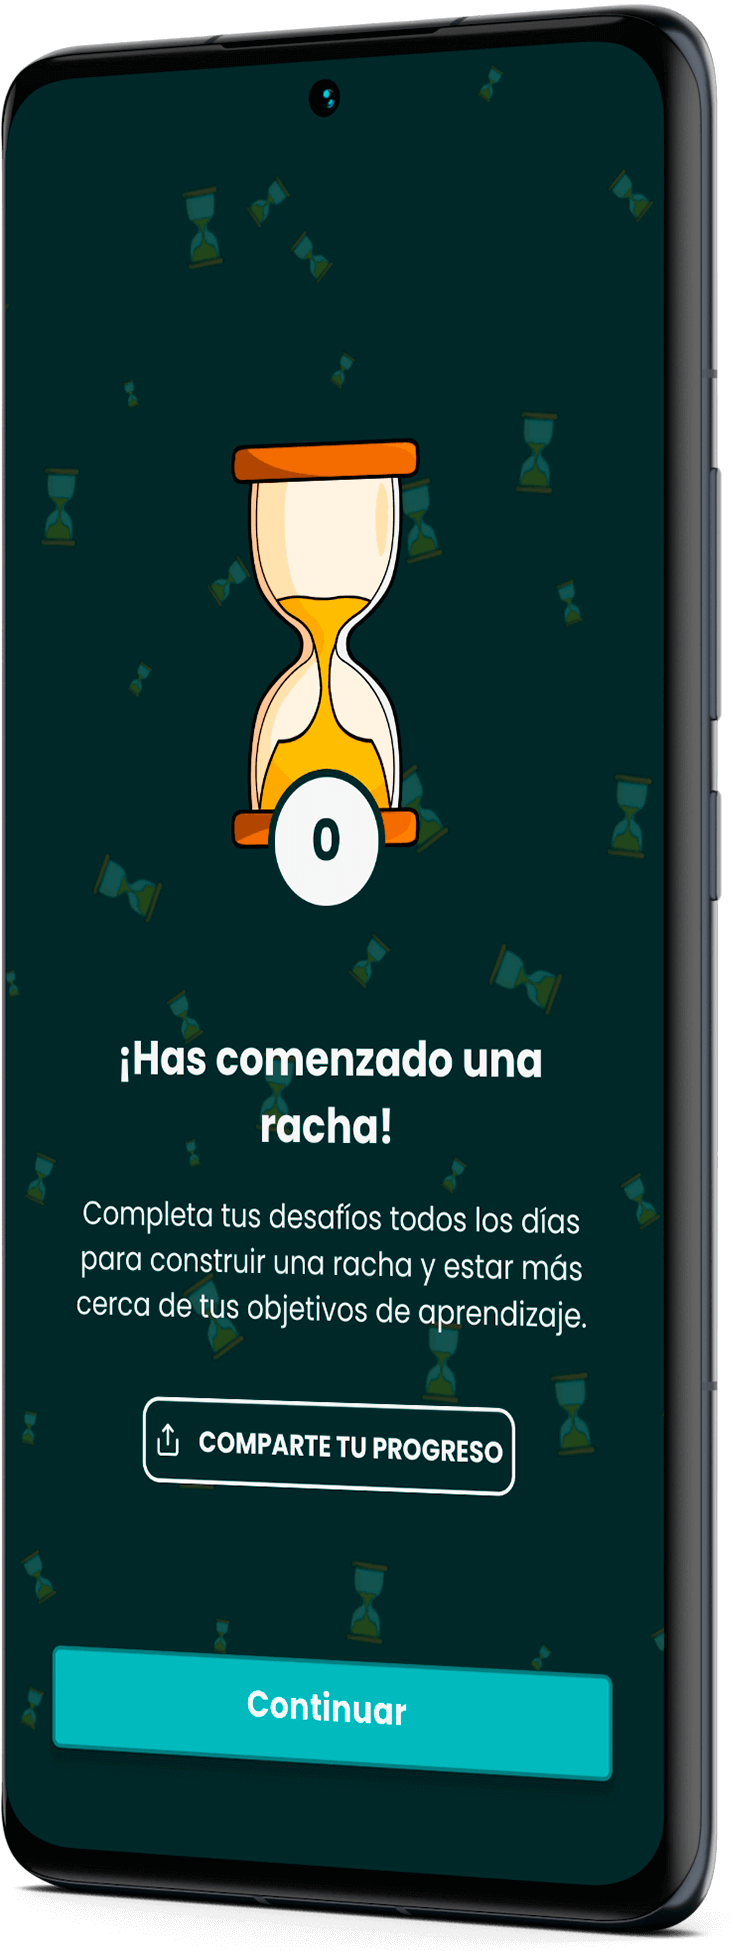 0
¡Has comenzado una
racha!
Completa tus desafíos todos los días
para construir una racha y estar más
cerca de tus objetivos de aprendizaje.
COMPARTE TU PROGRESO
Continuar